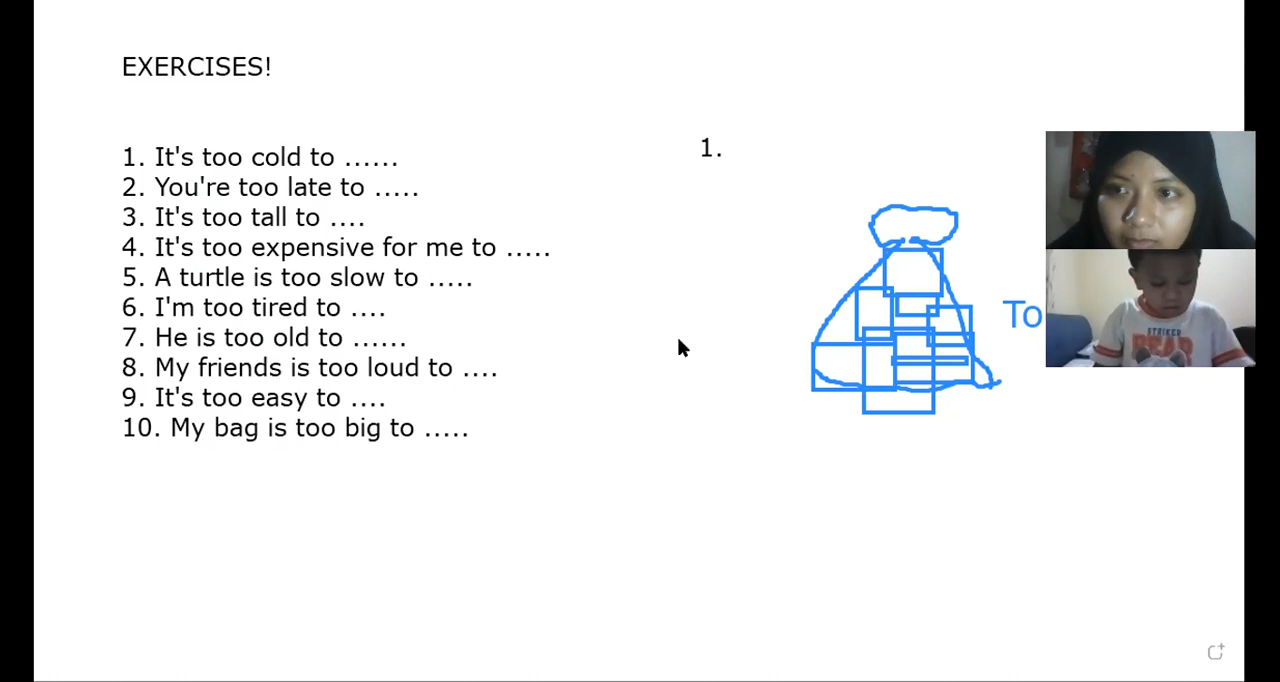 EXERCISES!
1. It's too cold to ......
2. You're too late to .....
3. It's too tall to ....
4. It's too expensive for me to .....
5. A turtle is too slow to .....
6. I'm too tired to ....
7. He is too old to ......
8. My friends is too loud to ....
9. It's too easy to ....
10. My bag is too big to .....
1.
To
STRIKER
BEAR